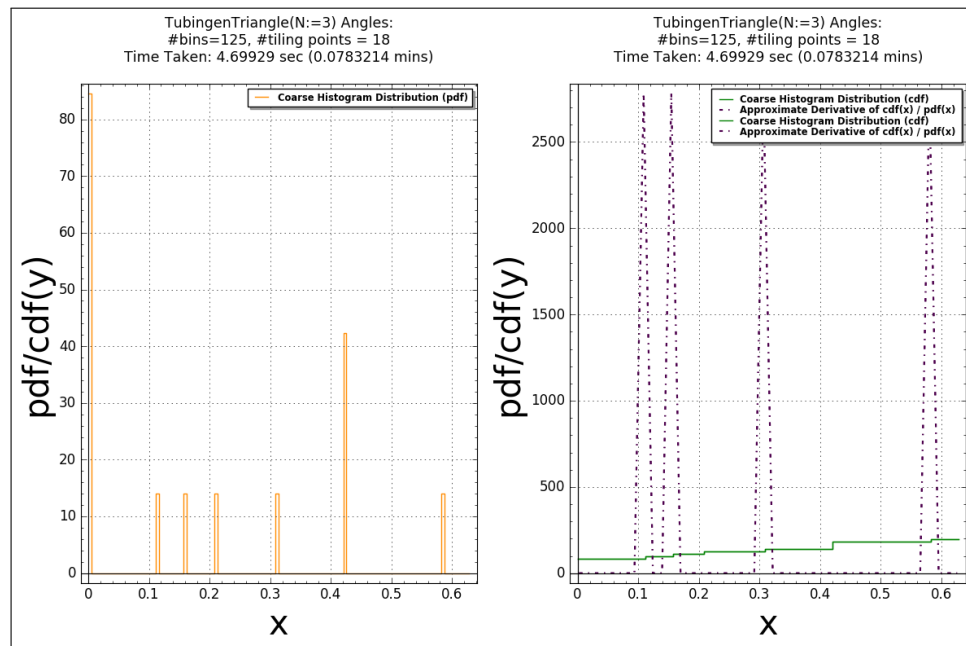 TubingenTriangle(N:=3) Angles:
#bins=125, #tiling points = 18
Time Taken: 4.69929 sec (0.0783214 mins)
Coarse Histogram Distribution (pdf)
80
70
60
50
40
30
20
10
0
pdf/cdf(y)
0
0.1
0.2
0.3
0.4
0.5
0.6
x
TubingenTriangle(N:=3) Angles:
#bins=125, #tiling points = 18
Time Taken: 4.69929 sec (0.0783214 mins)
Coarse Histogram Distribution (cdf)
Approximate Derivative of cdf(x) / pdf(x)
Coarse Histogram Distribution (cdf)
Approximate Derivative of cdf(x) / pdf(x)
2500
2000
1500
1000
500
0
pdf/cdf(y)
0
0.1
0.2
0.3
0.4
0.5
0.6
x